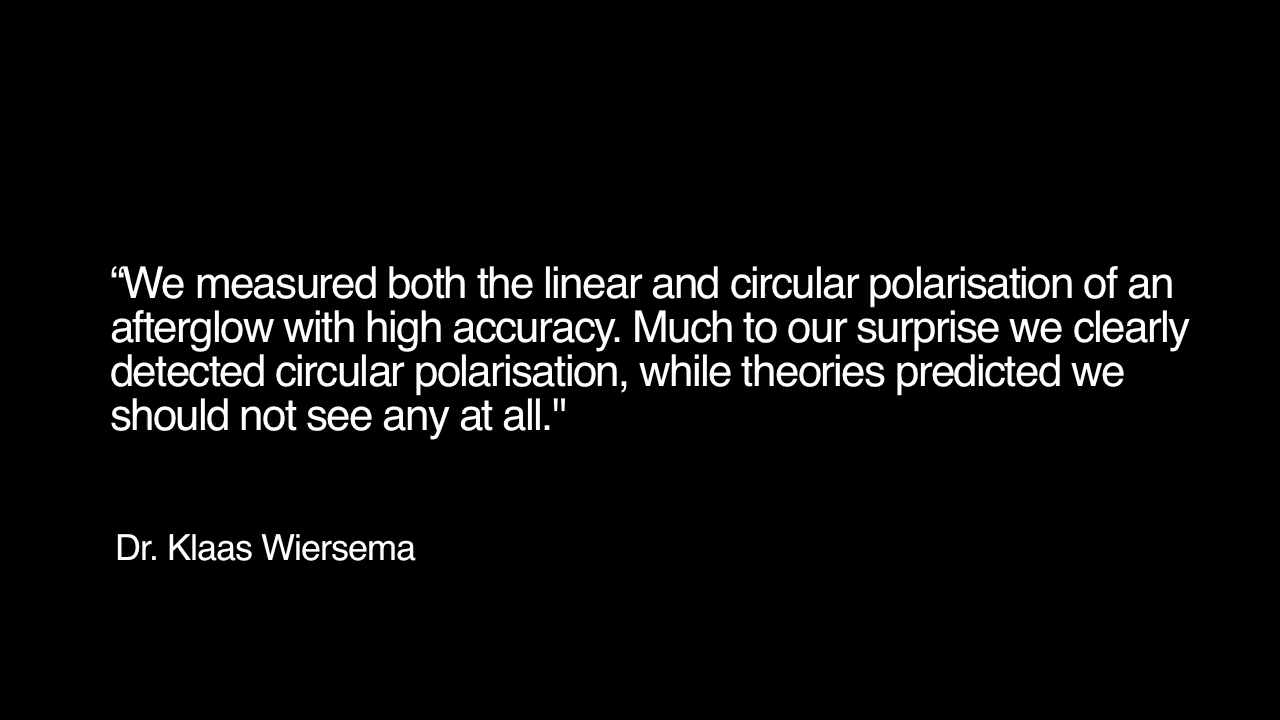 “We measured both the linear and circular polarisation of an
afterglow with high accuracy. Much to our surprise we clearly
detected circular polarisation, while theories predicted we
should not see any at all."
Dr. Klaas Wiersema